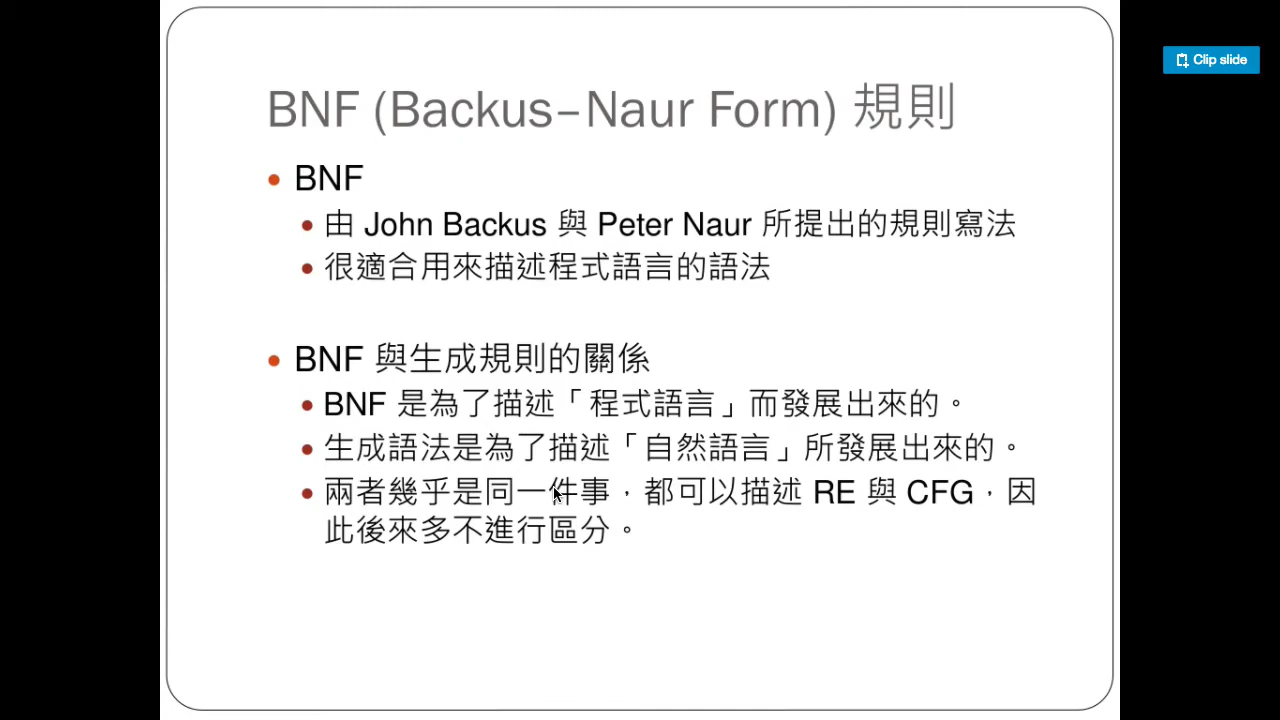 Clip slide
BNF (Backus–Naur Form) 規則
• BNF
• 由 John Backus 與 Peter Naur 所提出的規則寫法
• 很適合用來描述程式語言的語法
• BNF 與生成規則的關係
• BNF 是為了描述「程式語言」而發展出來的。
• 生成語法是為了描述「自然語言」所發展出來的。
• 兩者幾乎是同一件事，都可以描述 RE 與 CFG，因
此後來多不進行區分。